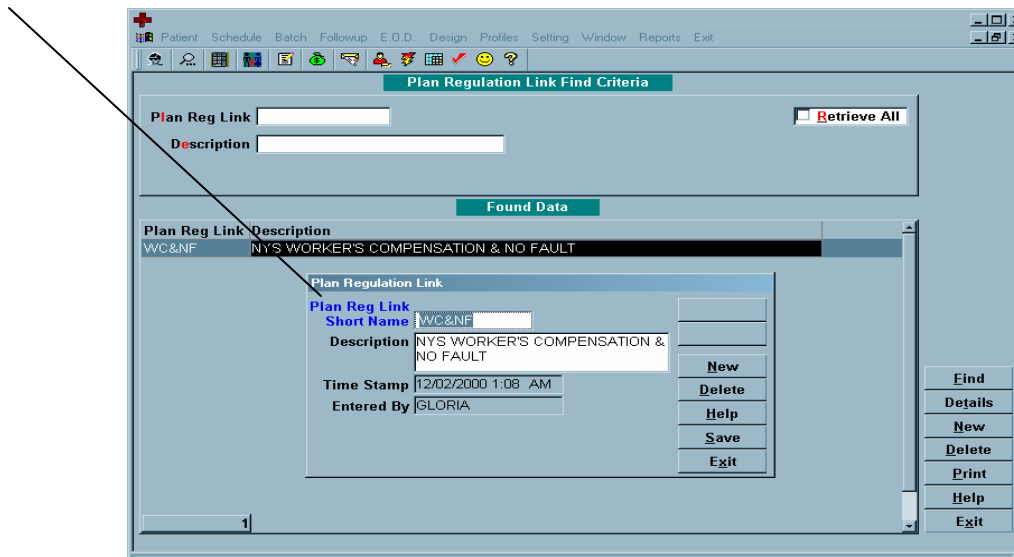 Patient Schedule Batch Followup E.O.D. Design Profiles Setting Window Reports Exit
Plan Regulation Link Find Criteria
Plan Reg Link
Retrieve All
Description
Found Data
Plan Reg Link Description
WC&NF NYS WORKER'S COMPENSATION & NO FAULT
Plan Regulation Link
Plan Reg Link
Short Name WC&NF
Description NYS WORKER'S COMPENSATION &
NO FAULT
Time Stamp 12/02/2000 1:08 AM
Entered By GLORIA
New
Delete
Help
Save
Exit
Find
Details
New
Delete
Print
Help
Exit
1